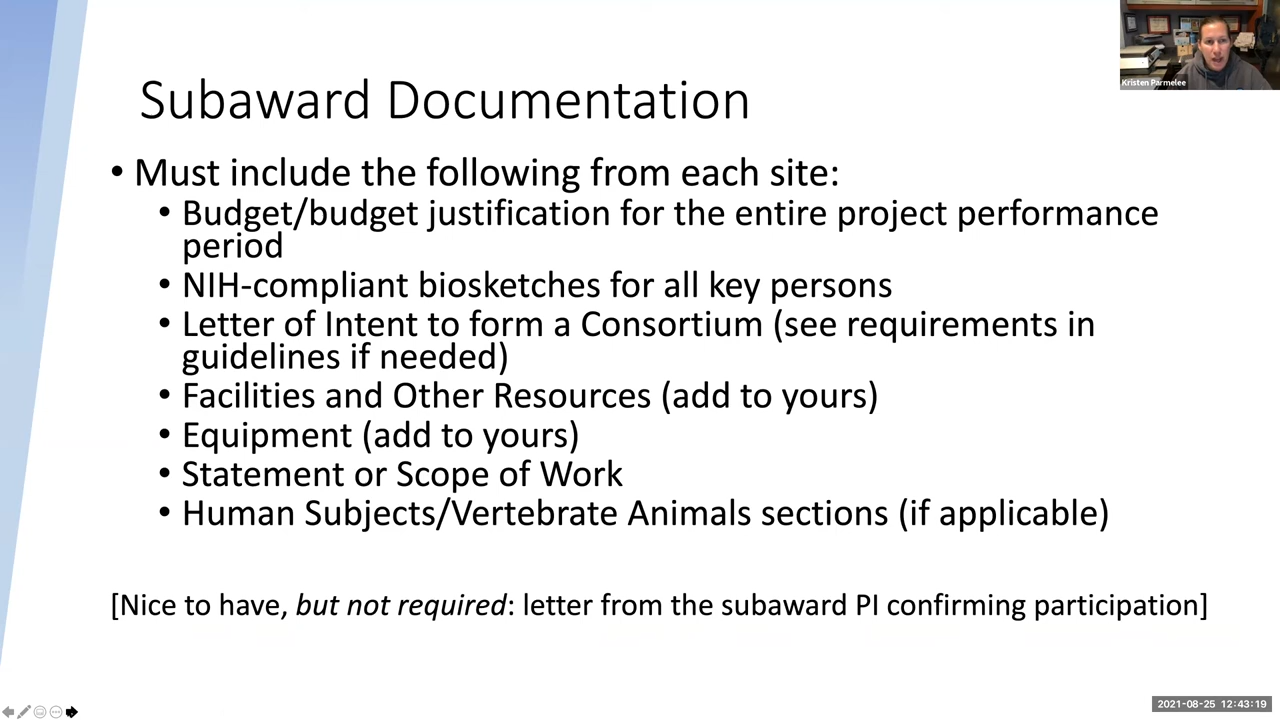 Kristen Parmelee
Subaward Documentation
• Must include the following from each site:
• Budget/budget justification for the entire project performance
period
• NIH-compliant biosketches for all key persons
• Letter of Intent to form a Consortium (see requirements in
guidelines if needed)
• Facilities and Other Resources (add to yours)
• Equipment (add to yours)
• Statement or Scope of Work
• Human Subjects/Vertebrate Animals sections (if applicable)
[Nice to have, but not required: letter from the subaward PI confirming participation]
2021-08-25 12:43:19